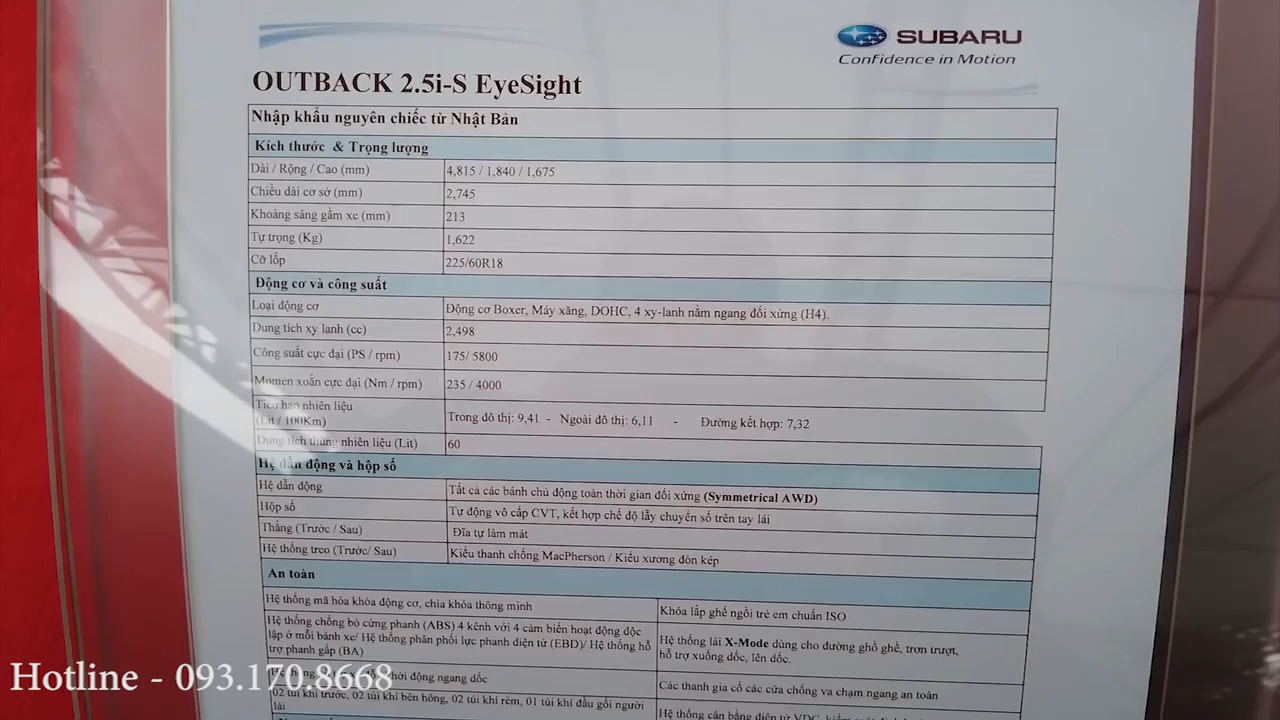 SUBARU
Confidence in Motion
OUTBACK 2.5i-S EyeSight
Nhập khẩu nguyên chiếc từ Nhật Bản
Kích thước & Trọng lượng
Dài / Rộng / Cao (mm) 4,815 / 1,840 / 1,675
Chiều dài cơ sở (mm) 2,745
Khoảng sáng gầm xe (mm) 213
Tự trọng (Kg) 1,622
Cỡ lốp 225/60R18
Động cơ và công suất
Loại động cơ Động cơ Boxer, Máy xăng, DOHC, 4 xy-lanh nằm ngang đối xứng (H4).
Dung tích xy lanh (cc) 2,498
Công suất cực đại (PS / rpm) 175/ 5800
Momen xoắn cực đại (Nm / rpm) 235 / 4000
Tiêu hao nhiên liệu
(Lít / 100Km) Trong đô thị: 9,41 - Ngoài đô thị: 6,11 - Đường kết hợp: 7,32
Dung tích thùng nhiên liệu (Lit) 60
Hệ dẫn động và hộp số
Hệ dẫn động Tất cả các bánh chủ động toàn thời gian đối xứng (Symmetrical AWD)
Hộp số Tự động vô cấp CVT, kết hợp chế độ lẫy chuyển số trên tay lái
Thắng (Trước / Sau) Đĩa tự làm mát
Hệ thống treo (Trước/ Sau) Kiểu thanh chống MacPherson / Kiểu xương đòn kép
An toàn
Hệ thống mã hóa khóa động cơ, chìa khóa thông minh
Khóa lắp ghế ngồi trẻ em chuẩn ISO
Hệ thống chống bó cứng phanh (ABS) 4 kênh với 4 cảm biến hoạt động độc
lập ở mỗi bánh xe/ Hệ thống phân phối lực phanh điện tử (EBD)/ Hệ thống hỗ
trợ phanh gấp (BA)
Hệ thống lái X-Mode dùng cho đường ghồ ghề, trơn trượt,
hỗ trợ xuống dốc, lên dốc.
khởi động ngang dốc
Các thanh gia cố các cửa chống va chạm ngang an toàn
02 túi khí trước, 02 túi khí bên hông, 02 túi khí rèm, 01 túi khí đầu gối người
lái
Hệ thống cân bằng điện tử VDC,
Hotline - 093.170.8668